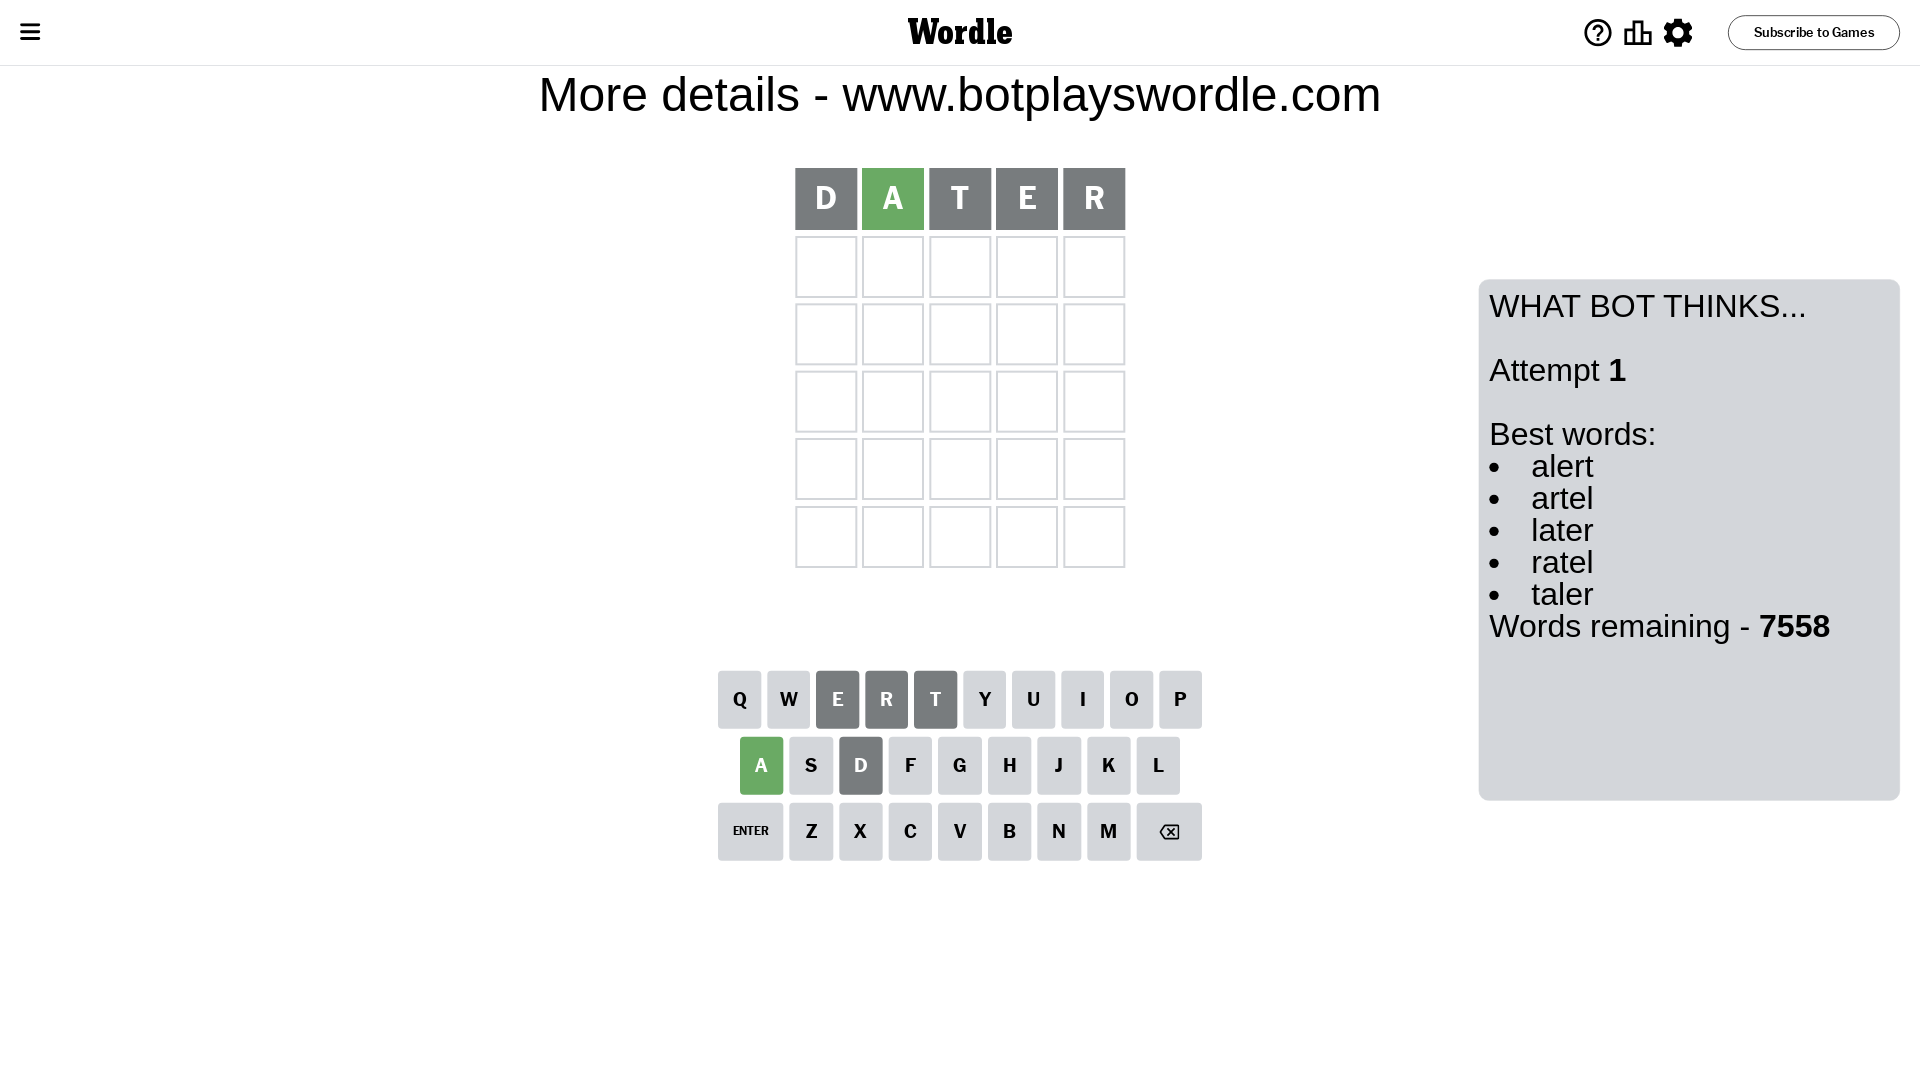 Wordle
Subscribe to Games
More details - www.botplayswordle.com
D A T E R
WHAT BOT THINKS...
Attempt 1
Best words:
• alert
• artel
• later
• ratel
• taler
Words remaining - 7558
Q W E R T Y U I O P
A S D F G H J K L
ENTER Z X C V B N M